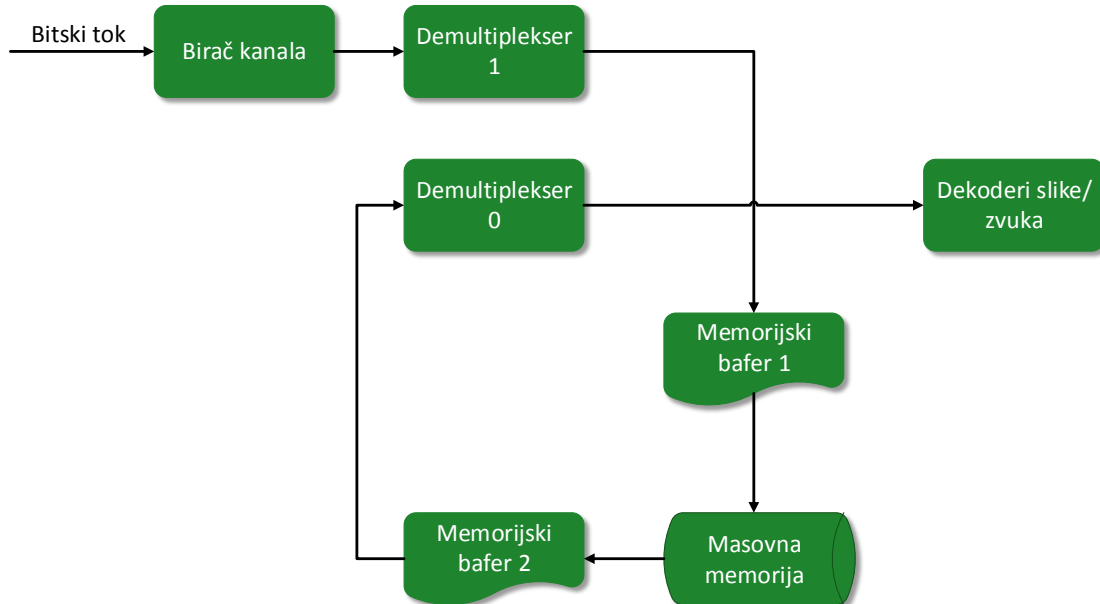 Bitski tok
Birač kanala
Demultiplekser
1
Demultiplekser
0
Dekoderi slike/
zvuka
Memorijski
bafer 1
Memorijski
bafer 2
Masovna
memorija